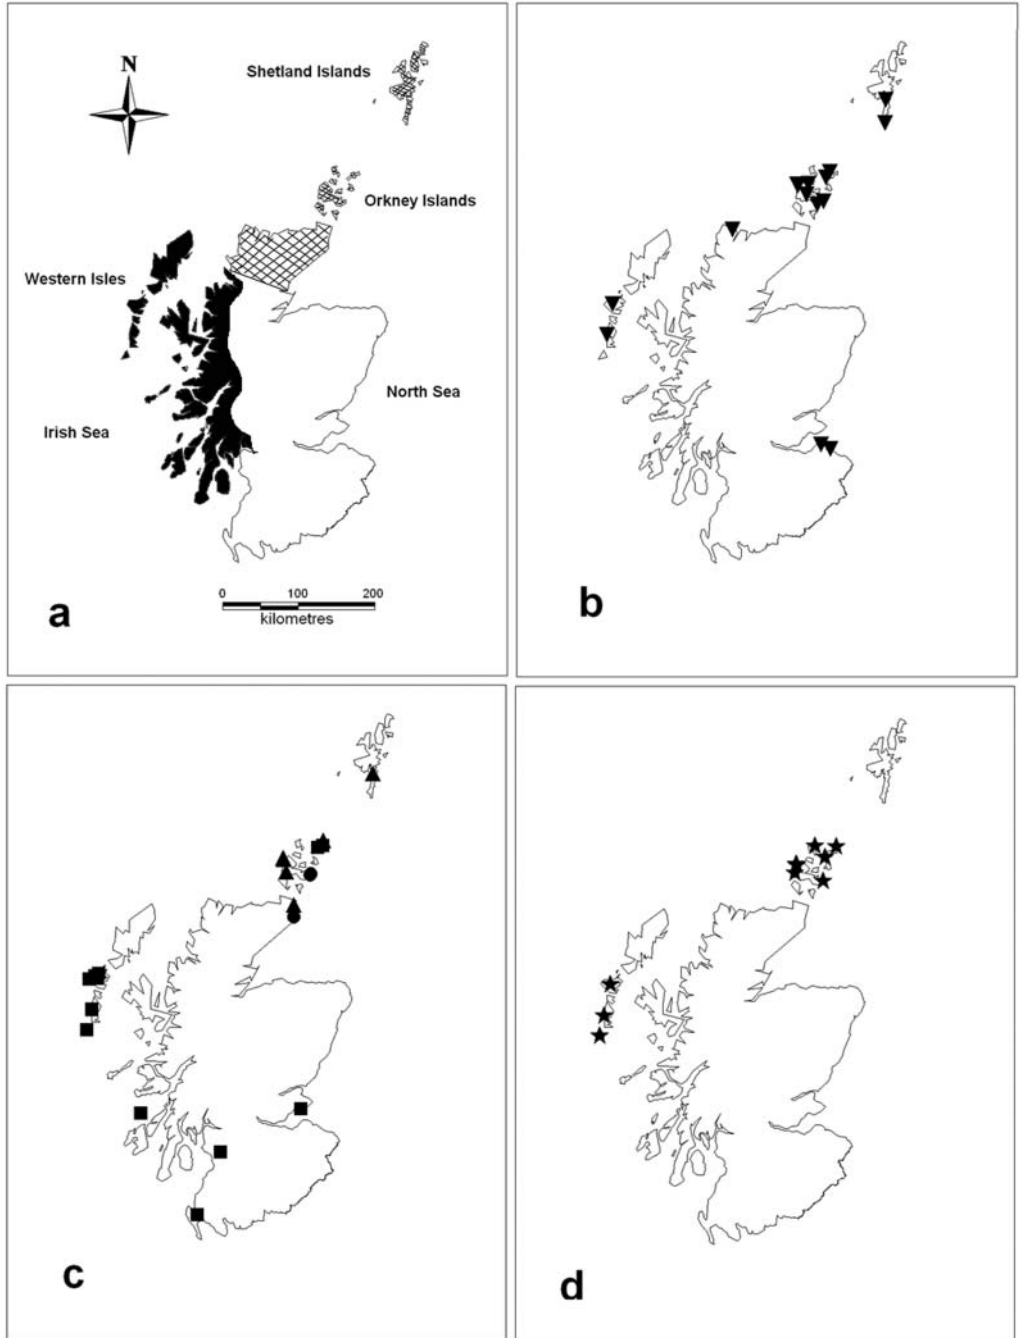 N
Shetland Islands
Orkney Islands
Western Isles
North Sea
Irish Sea
0 100 200
kilometres
a
b
c
d